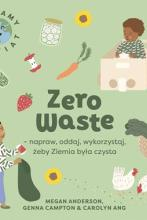 Zero
Waste
– napraw, oddaj, wykorzystaj,
żeby Ziemia była czysta
MEGAN ANDERSON,
GENNA CAMPTON & CAROLYN ANG